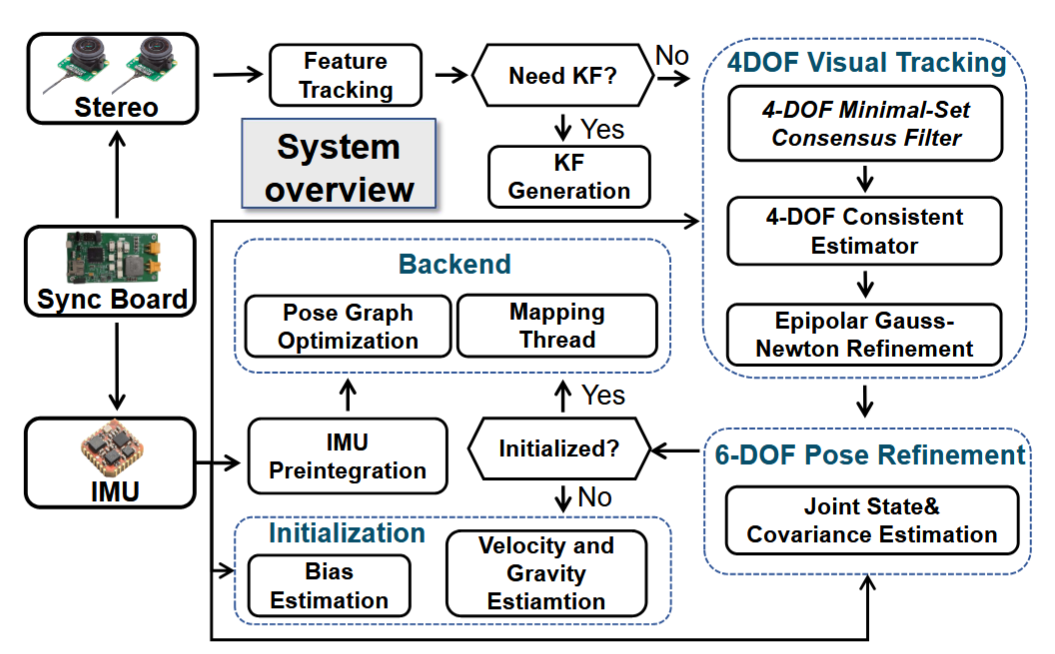 Stereo
Feature
Tracking
Need KF?
No
Yes
KF
Generation
System
overview
4DOF Visual Tracking
4-DOF Minimal-Set
Consensus Filter
4-DOF Consistent
Estimator
Epipolar Gauss-
Newton Refinement
Sync Board
Backend
Pose Graph
Optimization
Mapping
Thread
Yes
IMU
IMU
Preintegration
Initialized?
No
6-DOF Pose Refinement
Joint State&
Covariance Estimation
Initialization
Bias
Estimation
Velocity and
Gravity
Estiamtion